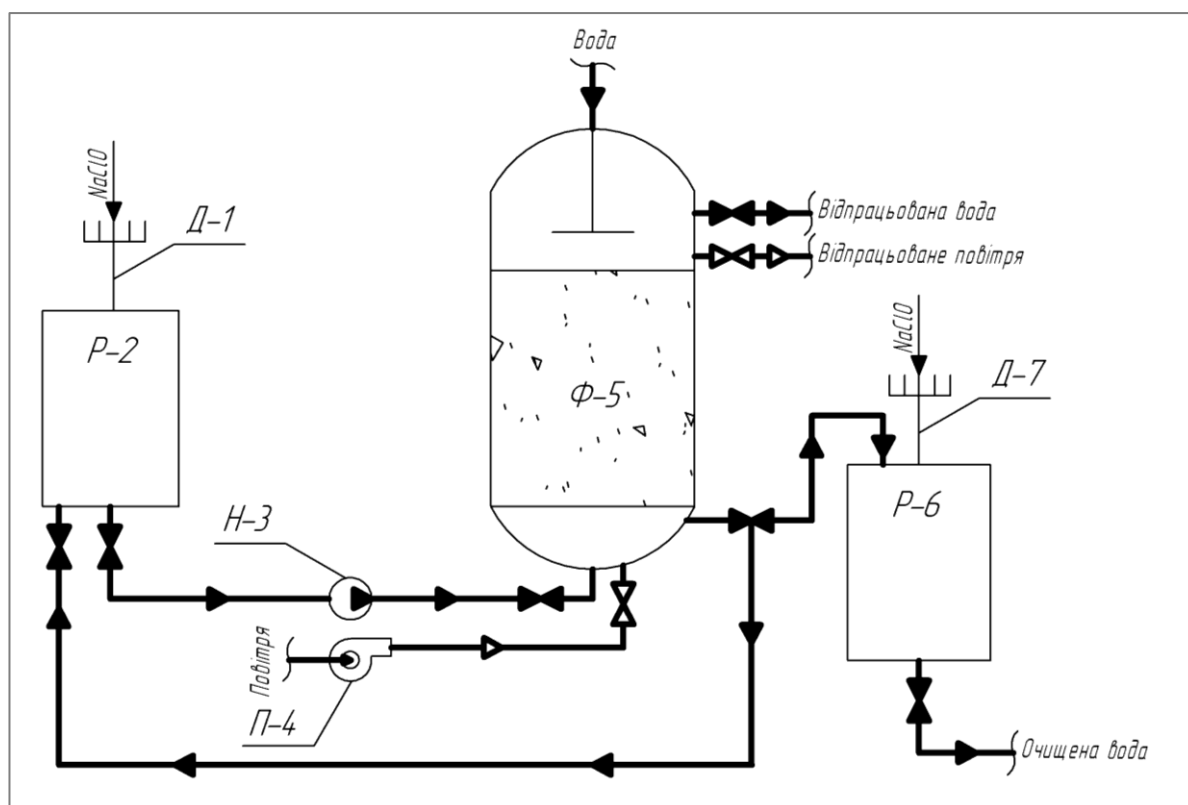 Вода
NaClO
Д-1
Відпрацьована вода
Відпрацьоване повітря
Р-2
NaClO
Ф-5
Д-7
Р-6
Н-3
Повітря
П-4
Очищена вода